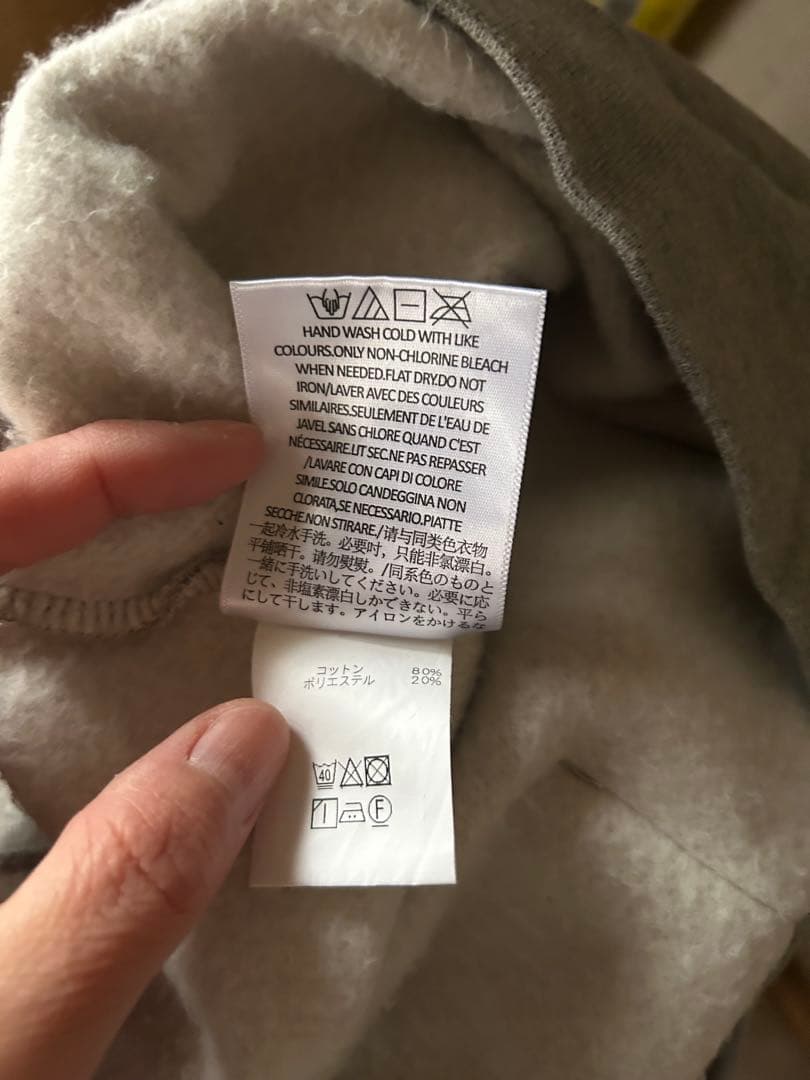 HAND WASH COLD WITH LIKE
COLOURS.ONLY NON-CHLORINE BLEACH
WHEN NEEDED.FLAT DRY.DO NOT
IRON/LAVER AVEC DES COULEURS
SIMILAIRES.SEULEMENT DE L'EAU DE
JAVEL SANS CHLORE QUAND C'EST
NÉCESSAIRE.LIT SEC.NE PAS REPASSER
/LAVARE CON CAPI DI COLORE
SIMILE.SOLO CANDEGGINA NON
CLORATA,SE NECESSARIO.PIATTE
SECCHE.NON STIRARE/请与同类色衣物
一起冷水手洗。必要吋，只能非氯漂白。
平铺晒干。请勿熨熨。/同系色のものと
一緒に手洗いしてください。必要に応
じて、非塩素漂白しかできない。平ら
にして干します。アイロンをかけるな
コットン 80%
ポリエステル 20%
40
F